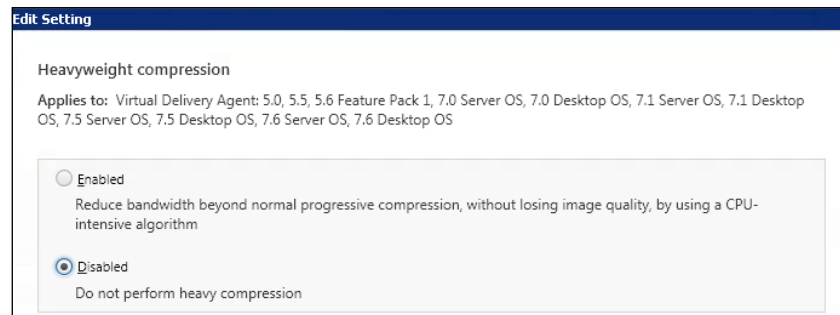 Edit Setting
Heavyweight compression
Applies to: Virtual Delivery Agent: 5.0, 5.5, 5.6 Feature Pack 1, 7.0 Server OS, 7.0 Desktop OS, 7.1 Server OS, 7.1 Desktop
OS, 7.5 Server OS, 7.5 Desktop OS, 7.6 Server OS, 7.6 Desktop OS
Enabled
Reduce bandwidth beyond normal progressive compression, without losing image quality, by using a CPU-
intensive algorithm
Disabled
Do not perform heavy compression